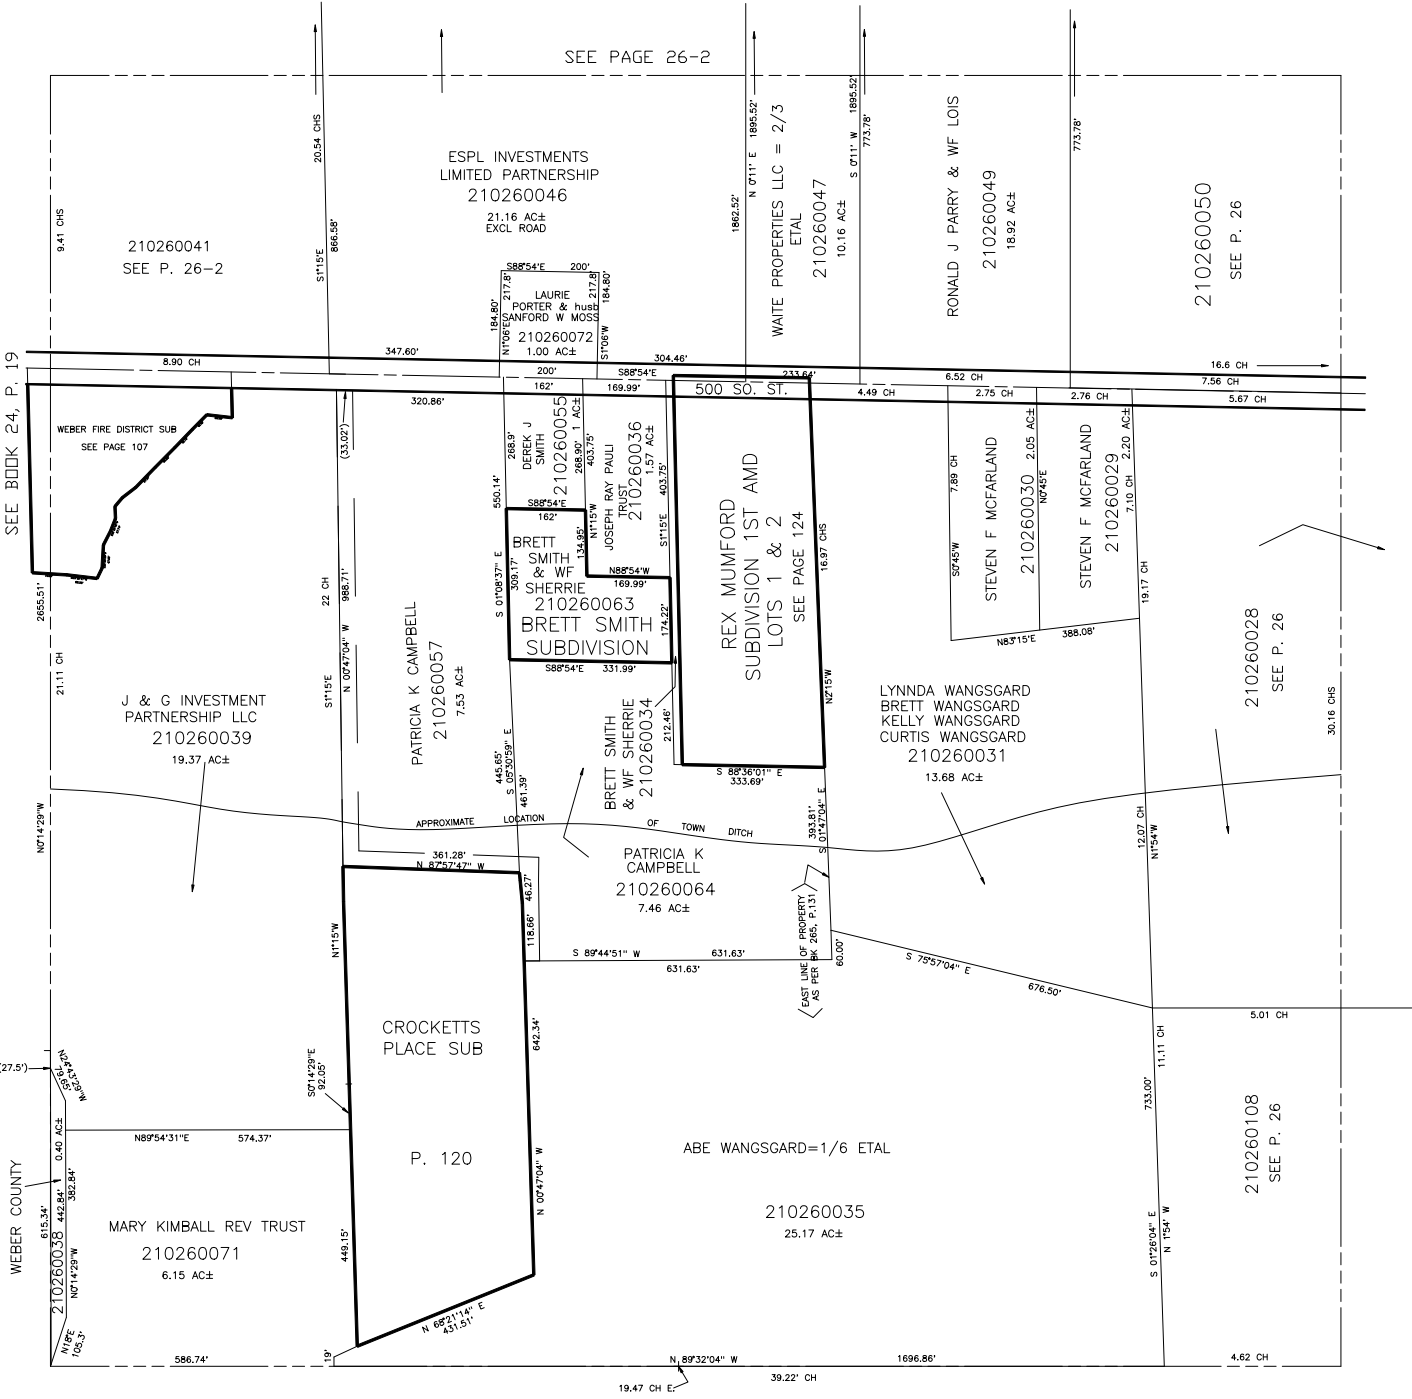 SEE PAGE 26-2
20.54 CHS
866.58'
S1°15'E
9.41 CHS
210260041
SEE P. 26-2
ESPL INVESTMENTS
LIMITED PARTNERSHIP
210260046
21.16 AC±
EXCL ROAD
1862.52'
N 0°11' E 1895.52'
WAITE PROPERTIES LLC = 2/3
ETAL
210260047
10.16 AC±
S 0°11' W 1895.52'
773.78'
RONALD J PARRY & WF LOIS
210260049
18.92 AC±
773.78'
210260050
SEE P. 26
S88°54'E 200'
217.8'
184.80'
N1°06'E
LAURIE
PORTER & husb
SANFORD W MOSS
210260072
1.00 AC±
217.8'
184.80'
S1°06'W
SEE BOOK 24, P. 19
8.90 CH
347.60'
304.46'
200'
S88°54'E
233.64'
16.6 CH
6.52 CH
7.56 CH
162'
169.99'
500 SO. ST.
4.49 CH
2.75 CH
2.76 CH
5.67 CH
320.86'
(33.02')
WEBER FIRE DISTRICT SUB
SEE PAGE 107
268.9'
DEREK J
SMITH
210260055
268.90' 1 AC±
403.75'
JOSEPH RAY PAULI
TRUST
210260036
1.57 AC±
403.75'
550.14'
S88°54'E
162'
N1°15'W
134.95'
S1°15'E
N88°54'W
169.99'
BRETT
SMITH
& WF
SHERRIE
210260063
BRETT SMITH
SUBDIVISION
S 01°08'37" E
309.17'
174.22'
S88°54'E 331.99'
REX MUMFORD
SUBDIVISION 1ST AMD
LOTS 1 & 2
SEE PAGE 124
16.97 CHS
N2°15'W
7.89 CH
S0°45'W
STEVEN F MCFARLAND
210260030 2.05 AC±
N0°45'E
STEVEN F MCFARLAND
210260029
2.20 AC±
7.10 CH
19.17 CH
N83°15'E 388.08'
210260028
SEE P. 26
30.16 CHS
2655.51'
21.11 CH
22 CH
S1°15'E
988.71'
N 00°47'04" W
PATRICIA K CAMPBELL
210260057
7.53 AC±
J & G INVESTMENT
PARTNERSHIP LLC
210260039
19.37 AC±
N0°14'29"W
445.65'
S 05°30'59" E
461.39'
BRETT SMITH
& WF SHERRIE
210260034
212.46'
S 88°36'01" E
333.69'
LYNNDA WANGSGARD
BRETT WANGSGARD
KELLY WANGSGARD
CURTIS WANGSGARD
210260031
13.68 AC±
393.81'
S 01°47'04" E
12.07 CH
N1°54'W
APPROXIMATE LOCATION OF TOWN DITCH
361.28'
N 87°57'47" W
46.27'
118.66'
PATRICIA K
CAMPBELL
210260064
7.46 AC±
EAST LINE OF PROPERTY
AS PER BK 265, P.131
60.00'
S 89°44'51" W 631.63'
631.63'
S 75°57'04" E
676.50'
5.01 CH
N1°15'W
CROCKETTS
PLACE SUB
P. 120
642.34'
N 00°47'04" W
S0°14'29"E
92.05'
449.15'
N 68°21'14" E
431.51'
11.11 CH
733.00'
S 01°26'04" E
N 1°54' W
(27.5')
N24°43'29"W
79.65'
N89°54'31"E 574.37'
0.40 AC±
382.84'
442.84'
615.34'
210260038
N0°14'29"W
N18°E
105.3'
WEBER COUNTY
MARY KIMBALL REV TRUST
210260071
6.15 AC±
ABE WANGSGARD=1/6 ETAL
210260035
25.17 AC±
210260108
SEE P. 26
586.74'
19'
N 89°32'04" W
1696.86'
4.62 CH
39.22' CH
19.47 CH E.